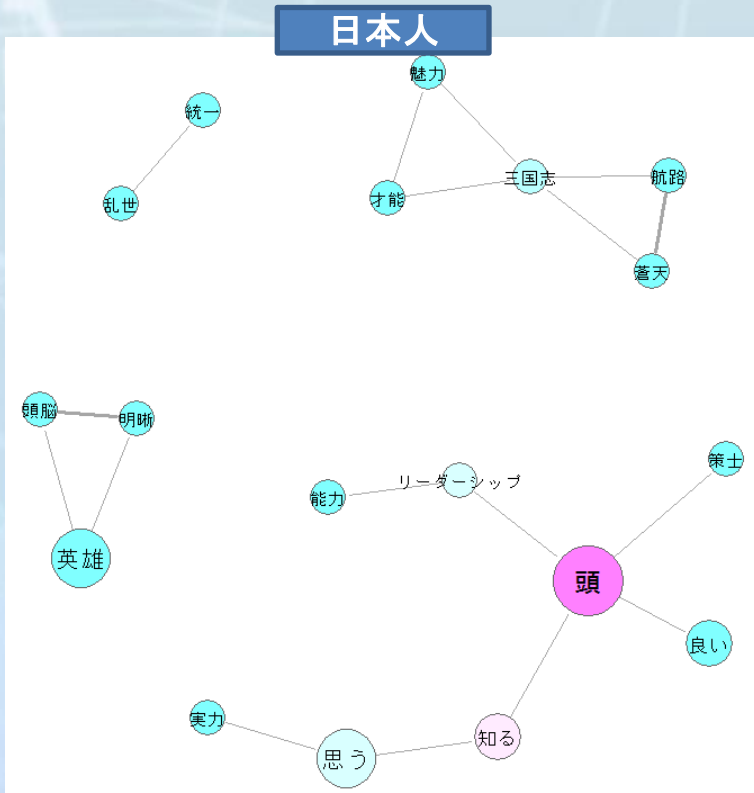 日本人
魅力
統一
三国志
航路
才能
乱世
蒼天
頭脳
明晰
策士
リーダーシップ
能力
英雄
頭
良い
実力
知る
思う